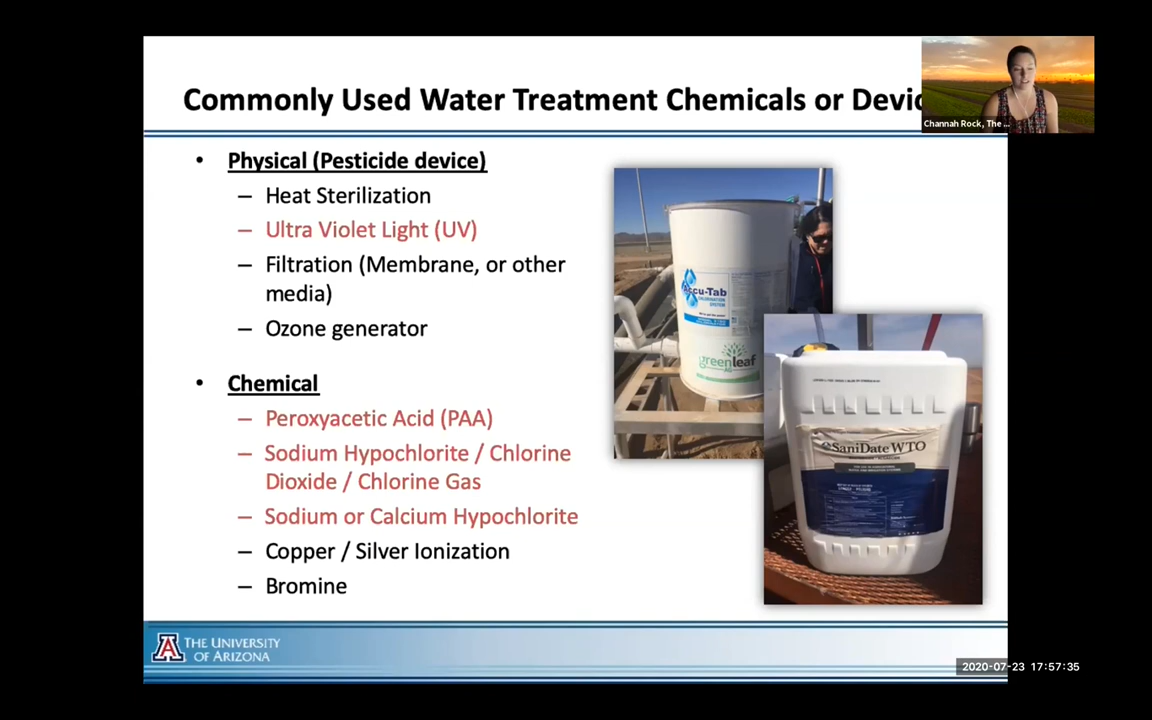 Commonly Used Water Treatment Chemicals or Devic
Channah Rock, The ...
• Physical (Pesticide device)
– Heat Sterilization
– Ultra Violet Light (UV)
– Filtration (Membrane, or other
media)
– Ozone generator
• Chemical
– Peroxyacetic Acid (PAA)
– Sodium Hypochlorite / Chlorine
Dioxide / Chlorine Gas
– Sodium or Calcium Hypochlorite
– Copper / Silver Ionization
– Bromine
Accu-Tab
greenleaf
SaniDate WTO
A THE UNIVERSITY
OF ARIZONA
2020-07-23 17:57:35